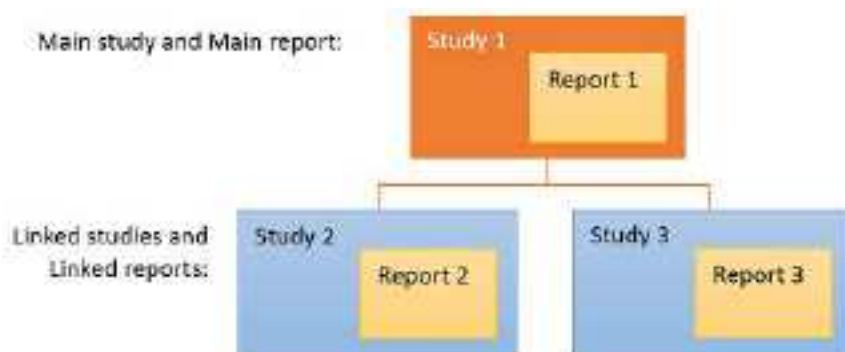 Main study and Main report:
Study 1
Report 1
Linked studies and
Linked reports:
Study 2
Report 2
Study 3
Report 3